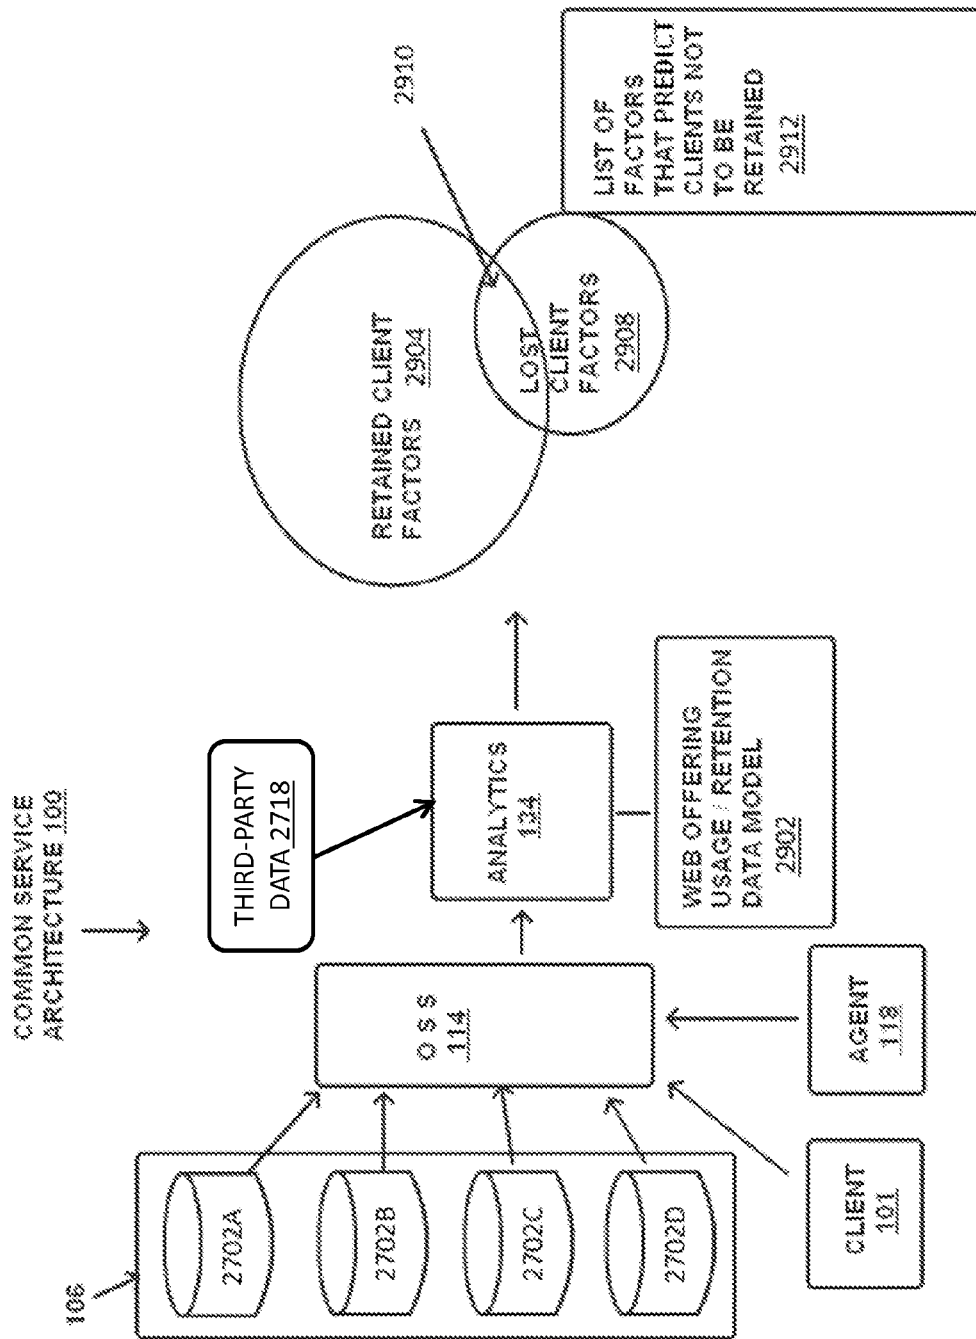 COMMON SERVICE
ARCHITECTURE 100
106
2702A
2702B
2702C
2702D
CLIENT
101
AGENT
118
O S S
114
THIRD-PARTY
DATA 2718
ANALYTICS
134
WEB OFFERING
USAGE / RETENTION
DATA MODEL
2902
RETAINED CLIENT
FACTORS 2904
LOST
CLIENT
FACTORS
2908
2910
LIST OF
FACTORS
THAT PREDICT
CLIENTS NOT
TO BE
RETAINED
2912